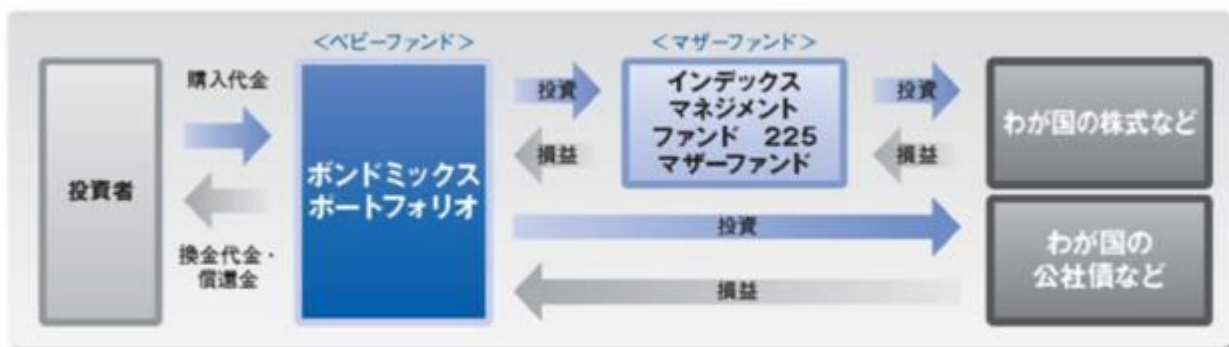 ＜ベビーファンド＞
＜マザーファンド＞
投資者
購入代金
換金代金・
償還金
ボンドミックス
ポートフォリオ
投資
損益
インデックス
マネジメント
ファンド　225
マザーファンド
投資
損益
わが国の株式など
投資
損益
わが国の
公社債など